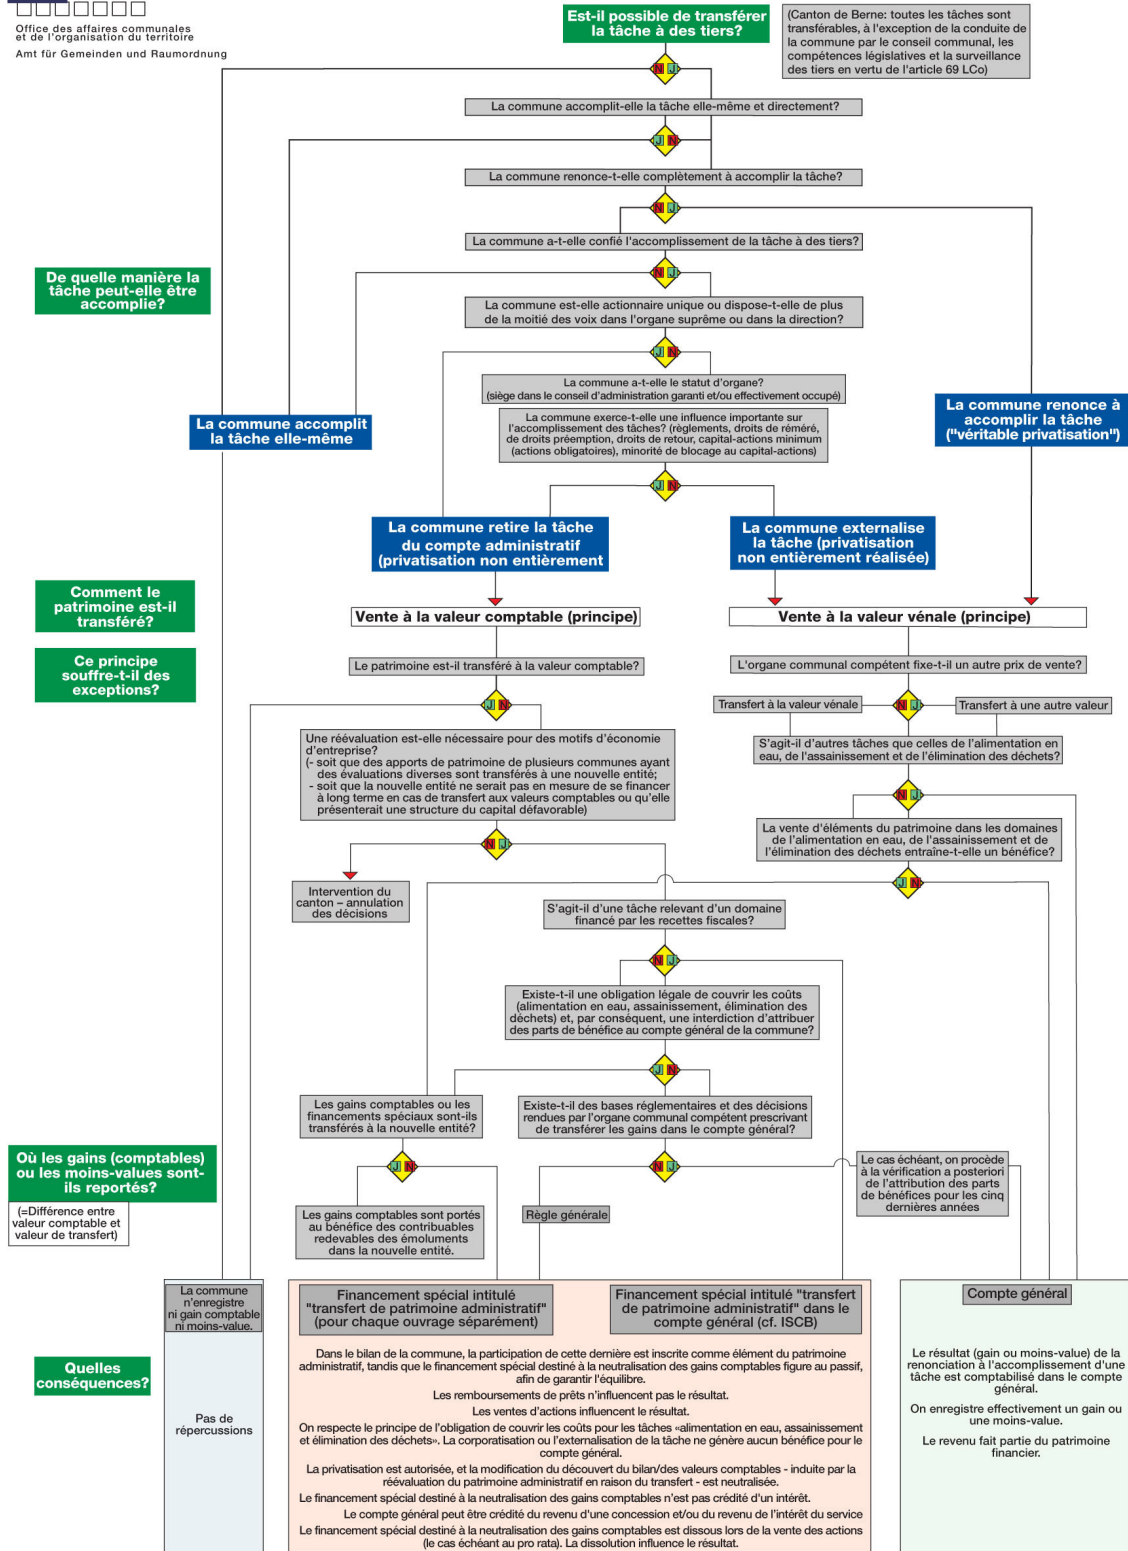 Office des affaires communales
et de l'organisation du territoire
Amt für Gemeinden und Raumordnung
Est-il possible de transférer
la tâche à des tiers?
(Canton de Berne: toutes les tâches sont
transférables, à l'exception de la conduite de
la commune par le conseil communal, les
compétences législatives et la surveillance
des tiers en vertu de l'article 69 LCo)
N J
La commune accomplit-elle la tâche elle-même et directement?
J N
La commune renonce-t-elle complètement à accomplir la tâche?
N J
La commune a-t-elle confié l'accomplissement de la tâche à des tiers?
De quelle manière la
tâche peut-elle être
accomplie?
N J
La commune est-elle actionnaire unique ou dispose-t-elle de plus
de la moitié des voix dans l'organe suprême ou dans la direction?
J N
La commune a-t-elle le statut d'organe?
(siège dans le conseil d'administration garanti et/ou effectivement occupé)
La commune accomplit
la tâche elle-même
La commune exerce-t-elle une influence importante sur
l'accomplissement des tâches? (règlements, droits de réméré,
de droits préemption, droits de retour, capital-actions minimum
(actions obligatoires), minorité de blocage au capital-actions)
La commune renonce à
accomplir la tâche
("véritable privatisation")
J N
La commune retire la tâche
du compte administratif
(privatisation non entièrement
La commune externalise
la tâche (privatisation
non entièrement réalisée)
Comment le
patrimoine est-il
transféré?
Vente à la valeur comptable (principe)
Vente à la valeur vénale (principe)
Ce principe
souffre-t-il des
exceptions?
Le patrimoine est-il transféré à la valeur comptable?
L'organe communal compétent fixe-t-il un autre prix de vente?
J N
Transfert à la valeur vénale
N J
Transfert à une autre valeur
Une réévaluation est-elle nécessaire pour des motifs d'économie
d'entreprise?
(- soit que des apports de patrimoine de plusieurs communes ayant
des évaluations diverses sont transférés à une nouvelle entité;
- soit que la nouvelle entité ne serait pas en mesure de se financer
à long terme en cas de transfert aux valeurs comptables ou qu'elle
présenterait une structure du capital défavorable)
S'agit-il d'autres tâches que celles de l'alimentation en
eau, de l'assainissement et de l'élimination des déchets?
N J
La vente d'éléments du patrimoine dans les domaines
de l'alimentation en eau, de l'assainissement et de
l'élimination des déchets entraîne-t-elle un bénéfice?
N J
J N
Intervention du
canton – annulation
des décisions
S'agit-il d'une tâche relevant d'un domaine
financé par les recettes fiscales?
N J
Existe-t-il une obligation légale de couvrir les coûts
(alimentation en eau, assainissement, élimination des
déchets) et, par conséquent, une interdiction d'attribuer
des parts de bénéfice au compte général de la commune?
J N
Les gains comptables ou les
financements spéciaux sont-ils
transférés à la nouvelle entité?
Existe-t-il des bases réglementaires et des décisions
rendues par l'organe communal compétent prescrivant
de transférer les gains dans le compte général?
Où les gains (comptables)
ou les moins-values sont-
ils reportés?
(=Différence entre
valeur comptable et
valeur de transfert)
J N
N J
Le cas échéant, on procède
à la vérification a posteriori
de l'attribution des parts
de bénéfices pour les cinq
dernières années
Les gains comptables sont portés
au bénéfice des contribuables
redevables des émoluments
dans la nouvelle entité.
Règle générale
La commune
n'enregistre
ni gain comptable
ni moins-value.
Financement spécial intitulé
"transfert de patrimoine administratif"
(pour chaque ouvrage séparément)
Financement spécial intitulé "transfert
de patrimoine administratif" dans le
compte général (cf. ISCB)
Compte général
Quelles
conséquences?
Pas de
répercussions
Dans le bilan de la commune, la participation de cette dernière est inscrite comme élément du patrimoine
administratif, tandis que le financement spécial destiné à la neutralisation des gains comptables figure au passif,
afin de garantir l'équilibre.
Les remboursements de prêts n'influencent pas le résultat.
Les ventes d'actions influencent le résultat.
On respecte le principe de l'obligation de couvrir les coûts pour les tâches «alimentation en eau, assainissement
et élimination des déchets». La corporatisation ou l'externalisation de la tâche ne génère aucun bénéfice pour le
compte général.
La privatisation est autorisée, et la modification du découvert du bilan/des valeurs comptables - induite par la
réévaluation du patrimoine administratif en raison du transfert - est neutralisée.
Le financement spécial destiné à la neutralisation des gains comptables n'est pas crédité d'un intérêt.
Le compte général peut être crédité du revenu d'une concession et/ou du revenu de l'intérêt du service
Le financement spécial destiné à la neutralisation des gains comptables est dissous lors de la vente des actions
(le cas échéant au pro rata). La dissolution influence le résultat.
Le résultat (gain ou moins-value) de la
renonciation à l'accomplissement d'une
tâche est comptabilisé dans le compte
général.
On enregistre effectivement un gain ou
une moins-value.
Le revenu fait partie du patrimoine
financier.